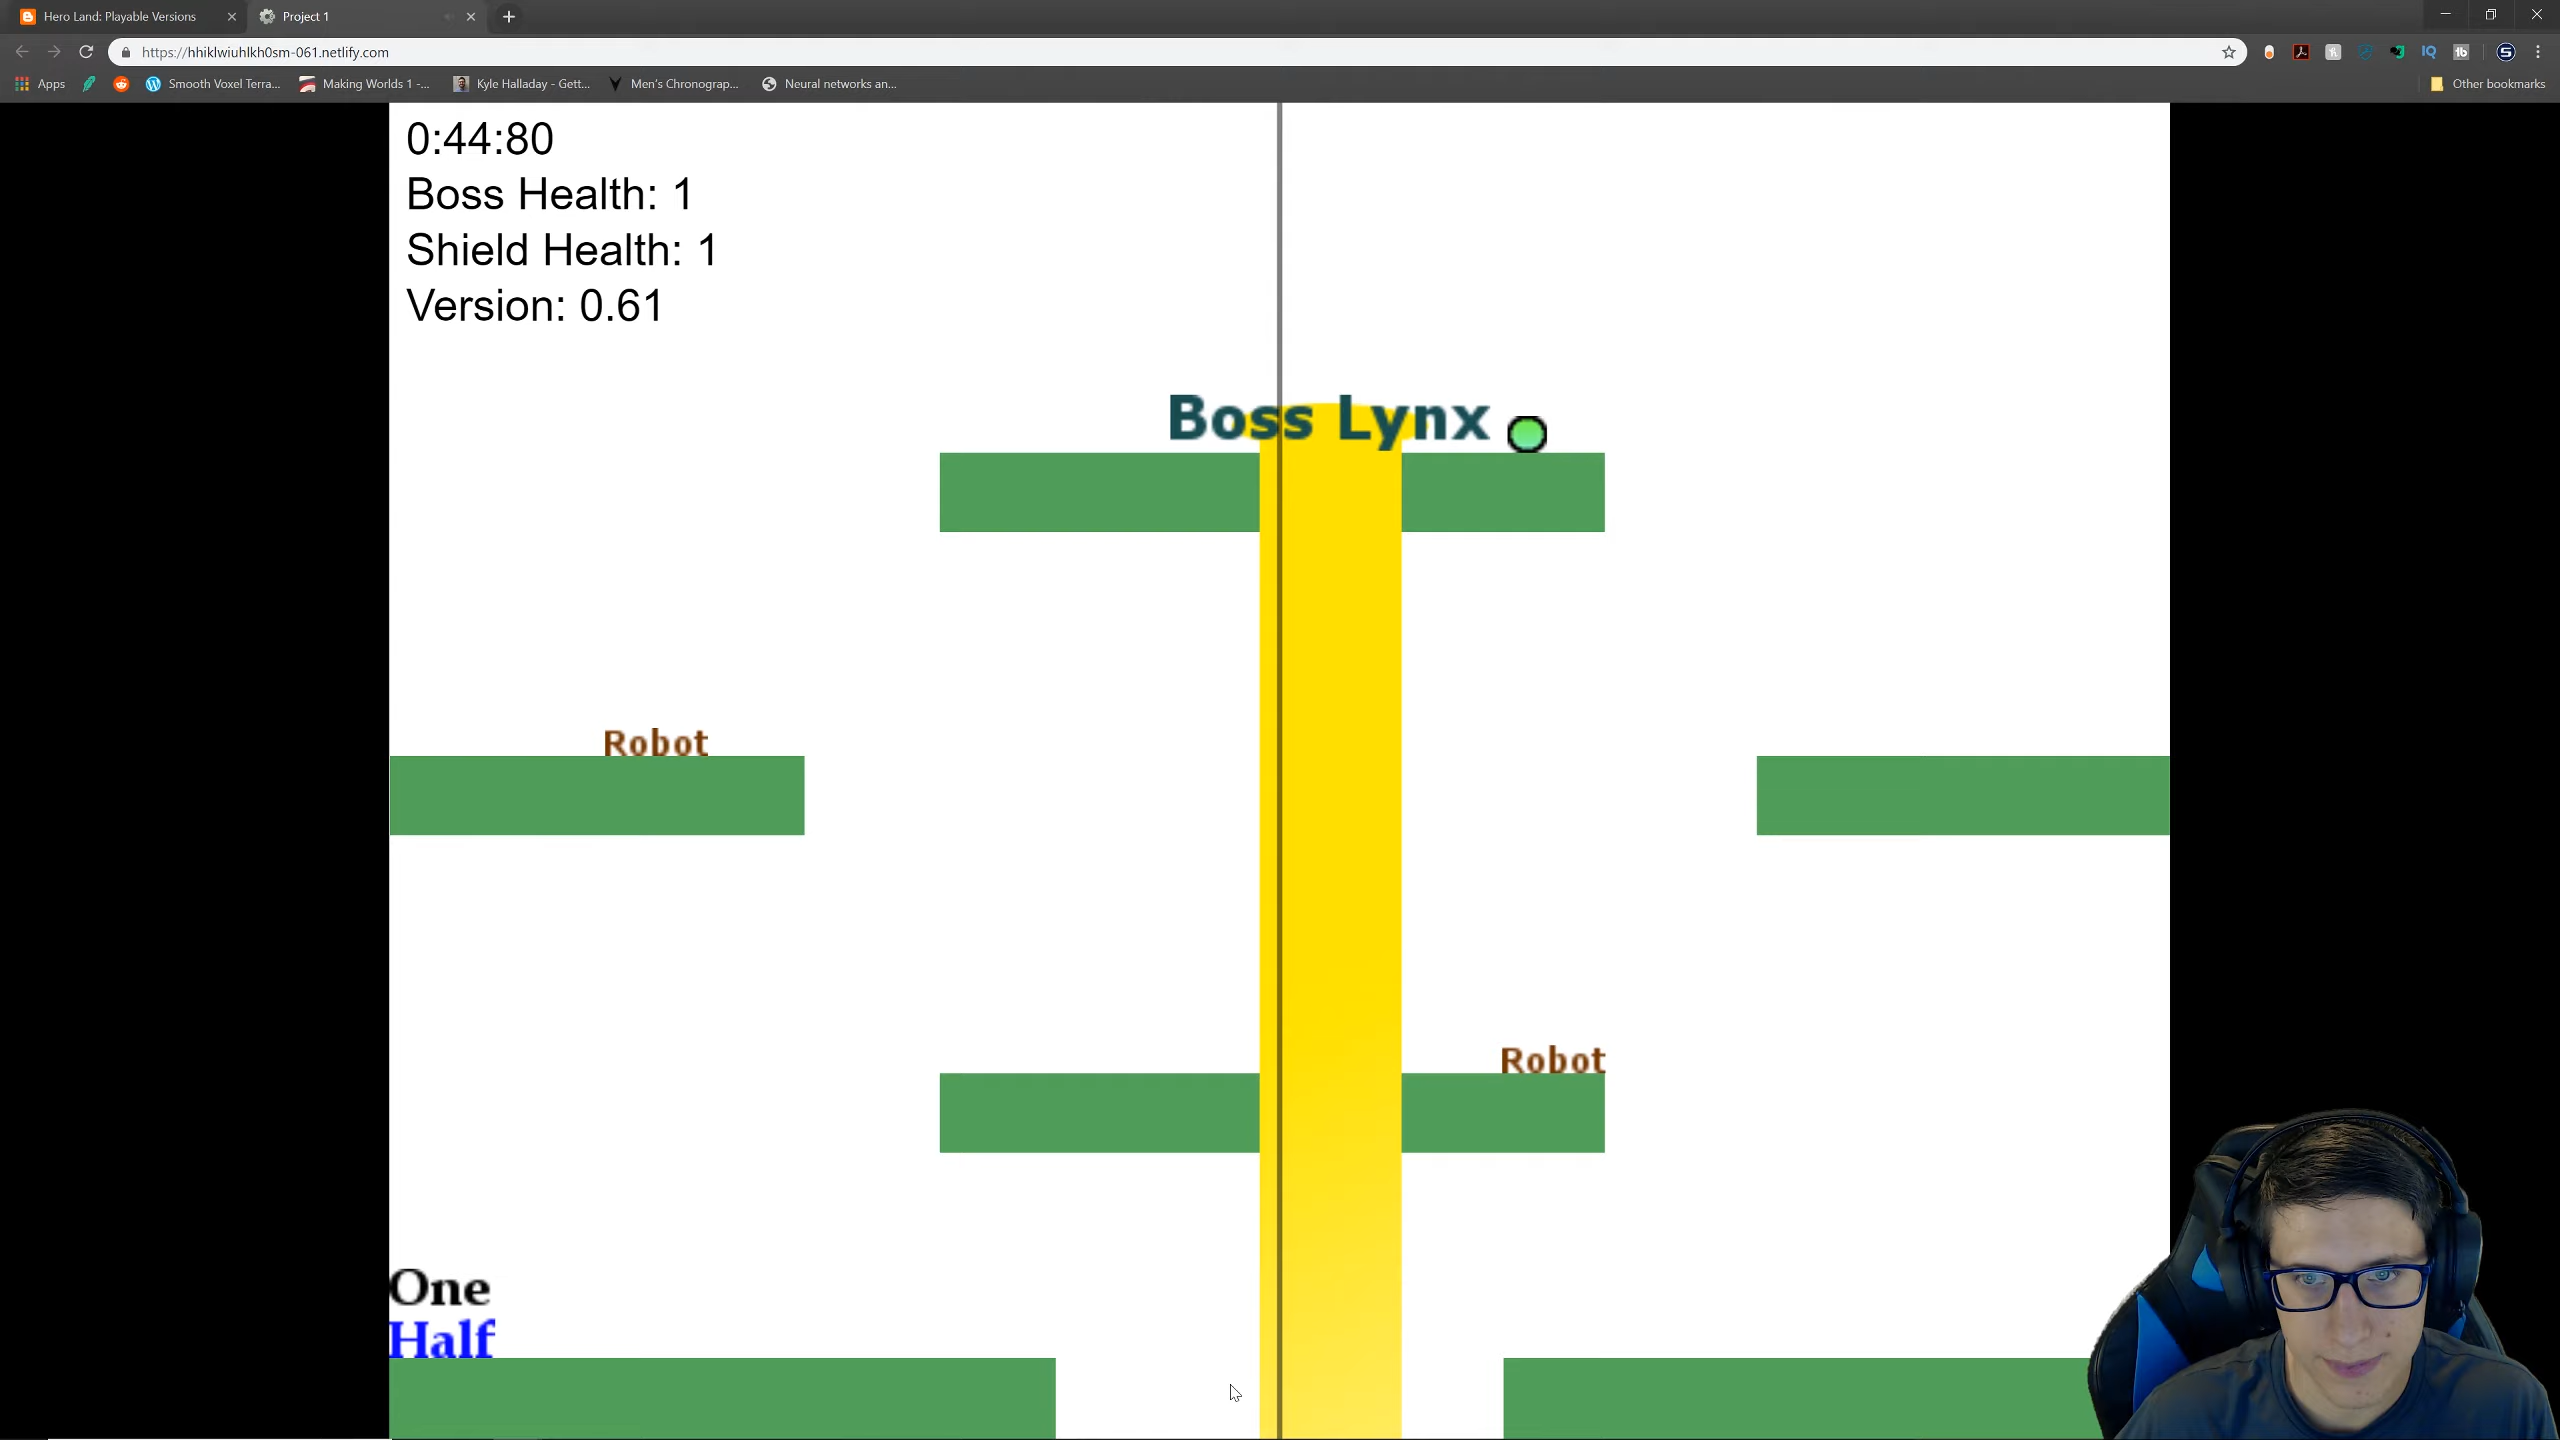 Hero Land: Playable Versions
Project 1
https://hhiklwiuhlkh0sm-061.netlify.com
Apps
Smooth Voxel Terra...
Making Worlds 1 -...
Kyle Halladay - Gett...
Men's Chronograp...
Neural networks an...
Other bookmarks
0:44:80
Boss Health: 1
Shield Health: 1
Version: 0.61
Boss Lynx
Robot
Robot
One
Half